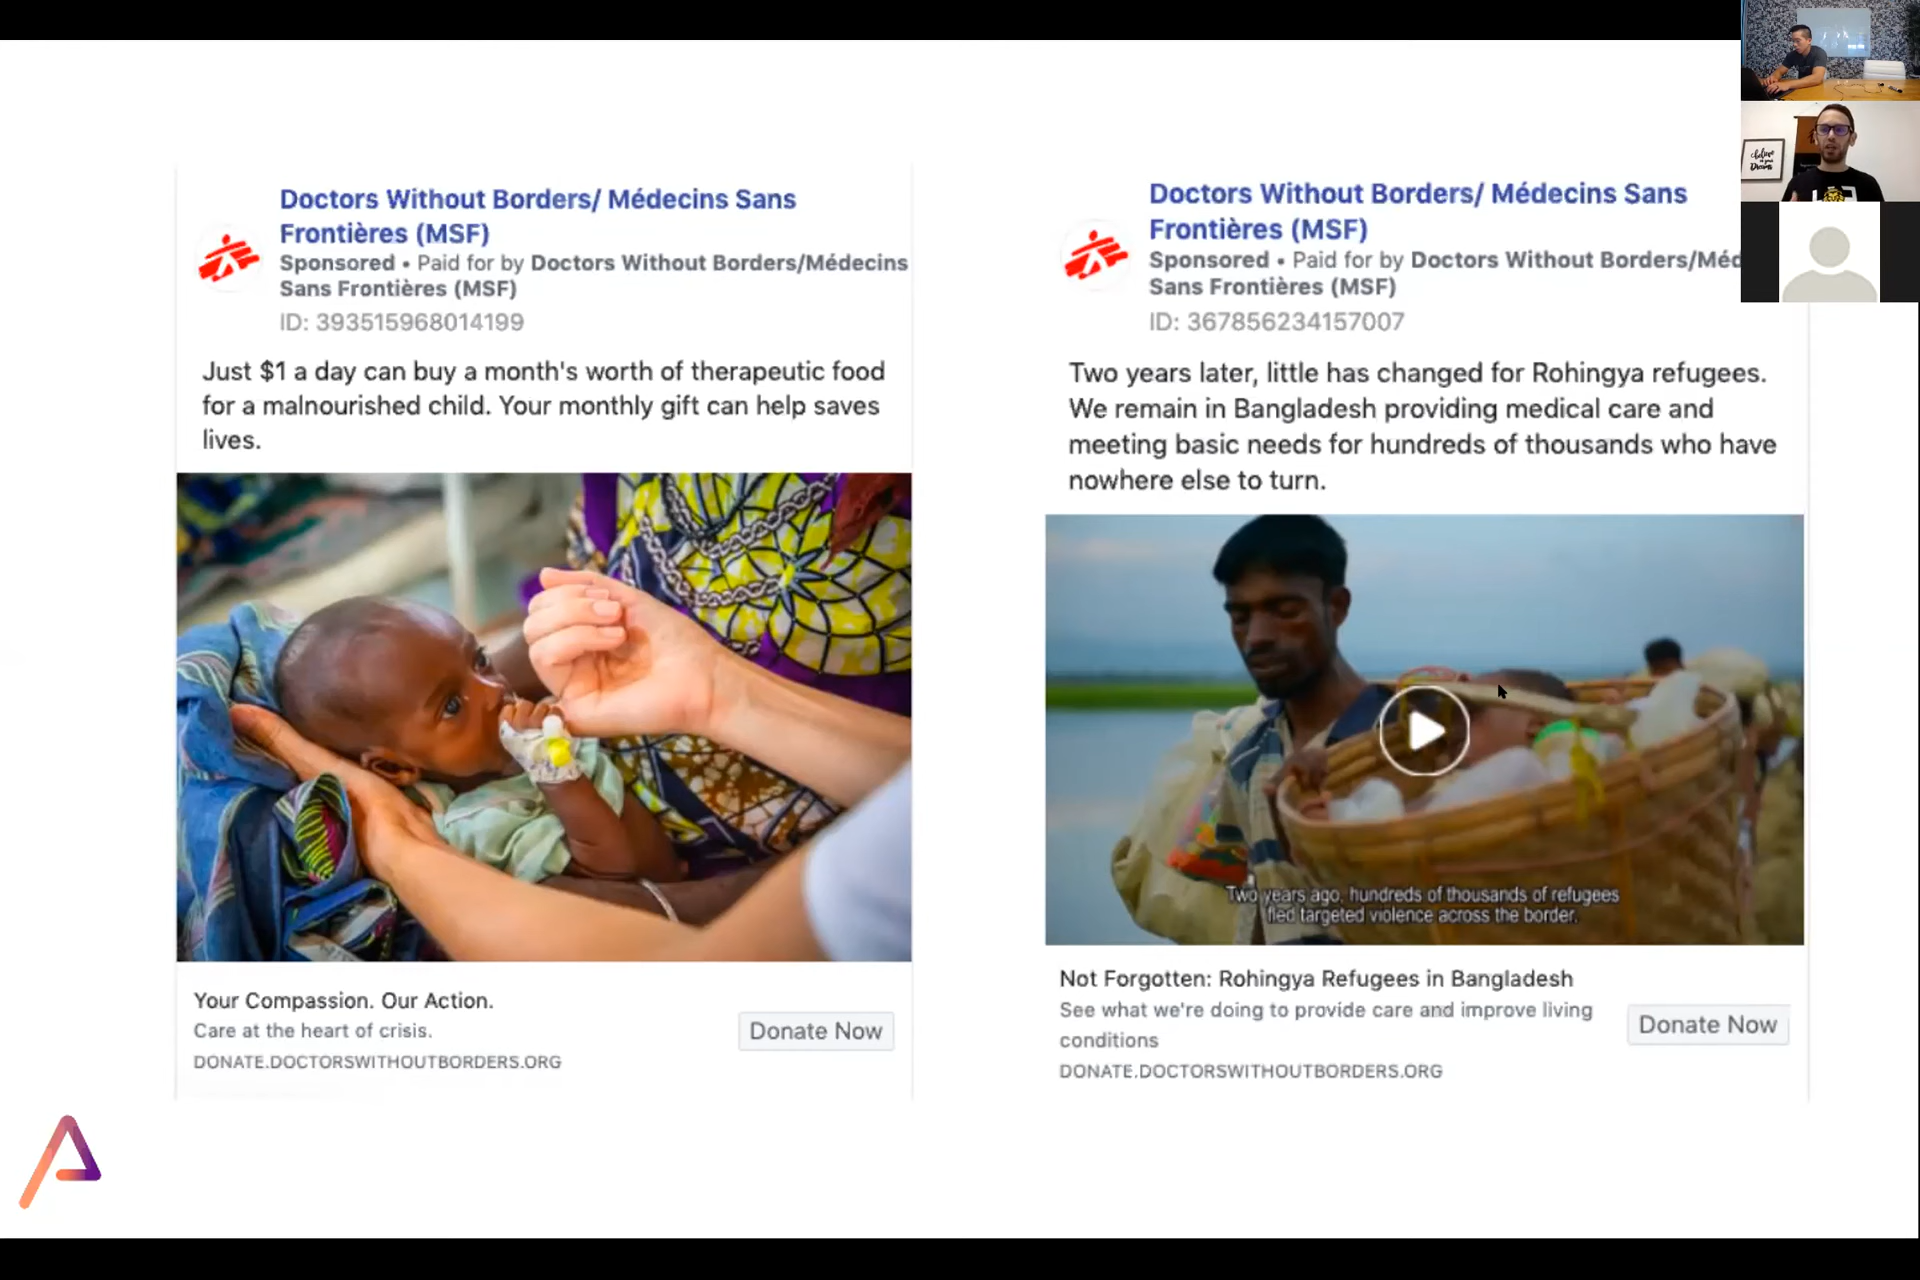 Doctors Without Borders/ Médecins Sans
Frontières (MSF)
Sponsored • Paid for by Doctors Without Borders/Médecins
Sans Frontières (MSF)
ID: 393515968014199
Just $1 a day can buy a month's worth of therapeutic food
for a malnourished child. Your monthly gift can help saves
lives.
Your Compassion. Our Action.
Care at the heart of crisis.
DONATE.DOCTORSWITHOUTBORDERS.ORG
Donate Now
Doctors Without Borders/ Médecins Sans
Frontières (MSF)
Sponsored • Paid for by Doctors Without Borders/Méd
Sans Frontières (MSF)
ID: 367856234157007
Two years later, little has changed for Rohingya refugees.
We remain in Bangladesh providing medical care and
meeting basic needs for hundreds of thousands who have
nowhere else to turn.
Two years ago, hundreds of thousands of refugees
fled targeted violence across the border.
Not Forgotten: Rohingya Refugees in Bangladesh
See what we're doing to provide care and improve living
conditions
DONATE.DOCTORSWITHOUTBORDERS.ORG
Donate Now
believe
Dream